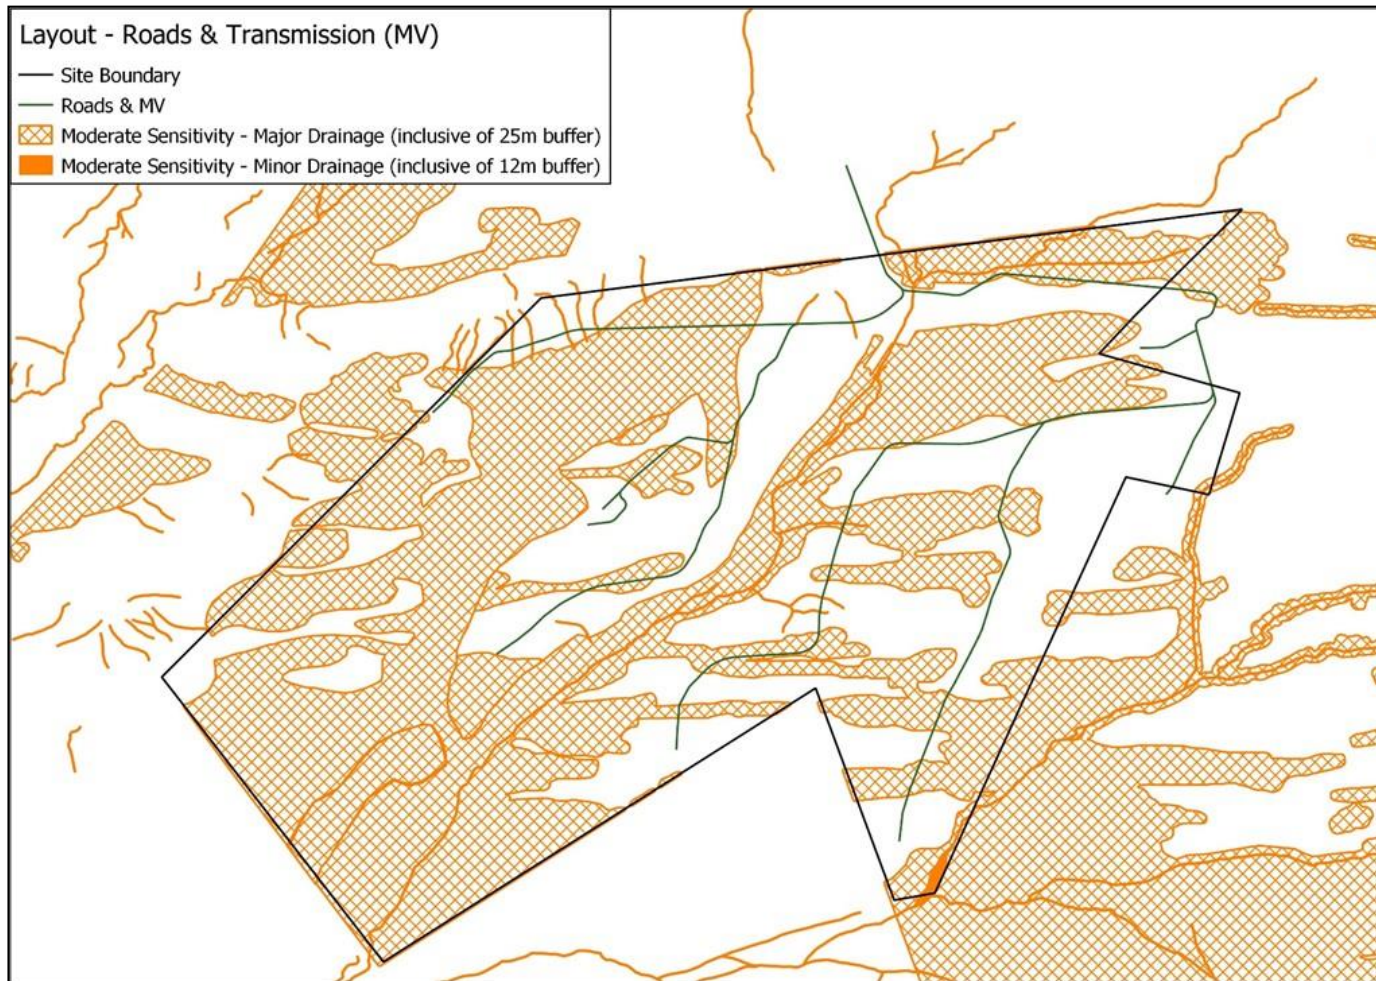 Layout - Roads & Transmission (MV)
Site Boundary
Roads & MV
Moderate Sensitivity - Major Drainage (inclusive of 25m buffer)
Moderate Sensitivity - Minor Drainage (inclusive of 12m buffer)